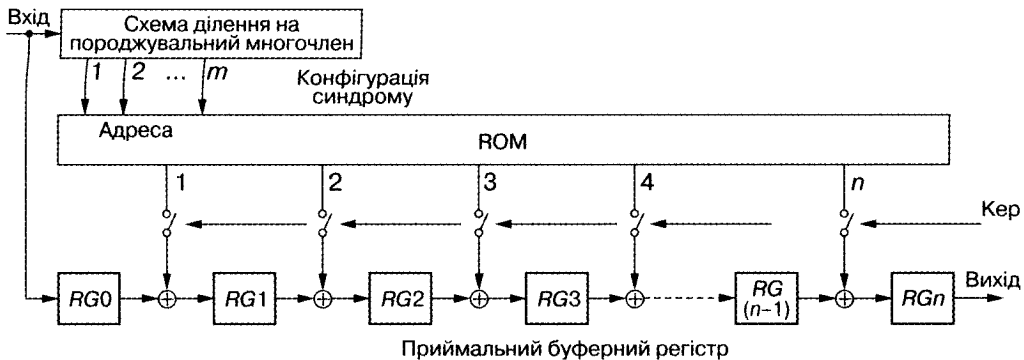 Вхід
Схема ділення на
породжувальний многочлен
1 2 ... m
Конфігурація
синдрому
Адреса
ROM
1 2 3 4 n
Кер
RG0 RG1 RG2 RG3 RG
(n–1) RGn
Вихід
Приймальний буферний регістр